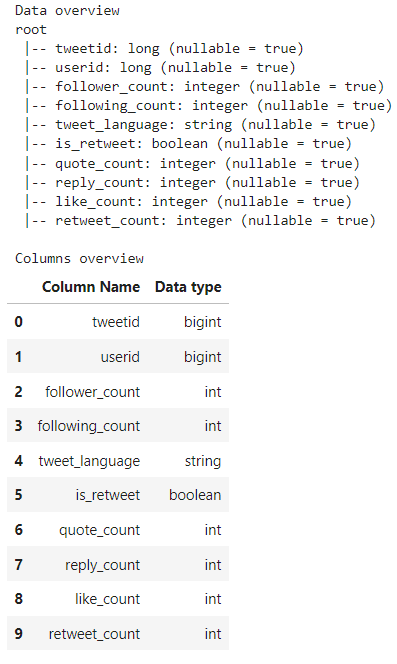 Data overview
root
|-- tweetid: long (nullable = true)
|-- userid: long (nullable = true)
|-- follower_count: integer (nullable = true)
|-- following_count: integer (nullable = true)
|-- tweet_language: string (nullable = true)
|-- is_retweet: boolean (nullable = true)
|-- quote_count: integer (nullable = true)
|-- reply_count: integer (nullable = true)
|-- like_count: integer (nullable = true)
|-- retweet_count: integer (nullable = true)
Columns overview
Column Name Data type
0 tweetid bigint
1 userid bigint
2 follower_count int
3 following_count int
4 tweet_language string
5 is_retweet boolean
6 quote_count int
7 reply_count int
8 like_count int
9 retweet_count int